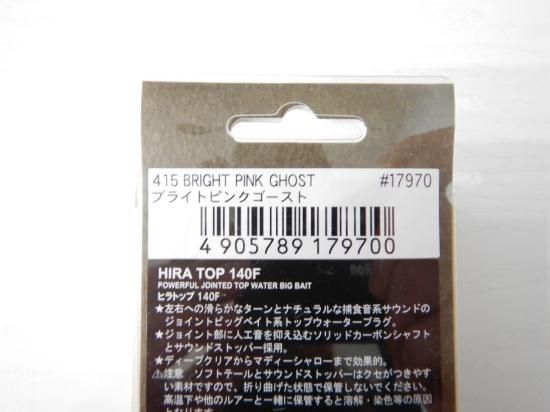 415 BRIGHT PINK GHOST #17970
ブライトピンクゴースト
4 905789 179700
HIRA TOP 140F
POWERFUL JOINTED TOP WATER BIG BAIT
ヒラトップ 140F
★左右への滑らかなターンとナチュラルな捕食音系サウンドの
ジョイントビッグベイト系トップウォータープラグ。
★ジョイント部に人工音を抑え込むソリッドカーボンシャフト
とサウンドストッパー採用。
★ディープクリアからマディーシャローまで効果的。
⚠注意 ソフトテールとサウンドストッパーはクセがつきやす
い素材ですので、折り曲げた状態で保管しないでください。
高温下や他のルアーと一緒に保管すると溶解・染色等の原因
となります。